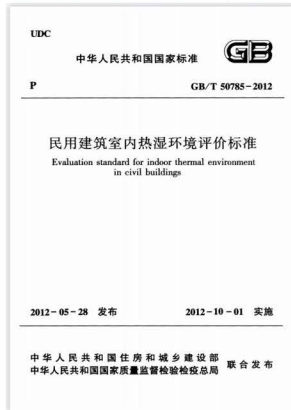 UDC
中华人民共和国国家标准
GB
P
GB/T 50785-2012
民用建筑室内热湿环境评价标准
Evaluation standard for indoor thermal environment
in civil buildings
2012-05-28 发布
2012-10-01 实施
中华人民共和国住房和城乡建设部
中华人民共和国国家质量监督检验检疫总局
联合发布